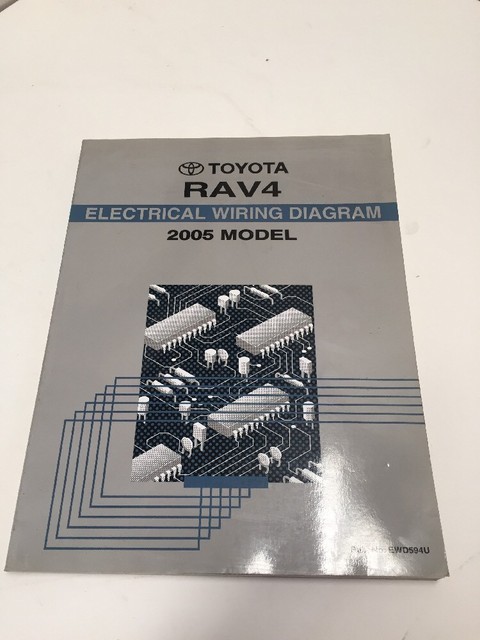 TOYOTA
RAV4
ELECTRICAL WIRING DIAGRAM
2005 MODEL
EWD594U